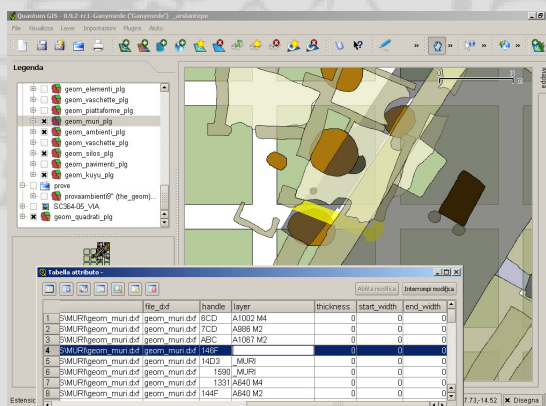 Quantum GIS - 0.9.2-rc1-Ganymede ("Ganymede") _arslantepe
File Visualizza Layer Impostazioni Plugins Aiuto
Legenda
geom_elementi_plg
geom_vaschette_plg
geom_piattaforme_plg
geom_muri_plg
geom_ambienti_plg
geom_vaschette_plg
geom_silos_plg
geom_pavimenti_plg
geom_kuyu_plg
prove
provaambienti9" (the_geom)...
SC364-05_VIA
geom_quadrati_plg
Mappa
Tabella attributo -
Abilita modifica Interrompi modifica
file_dxf handle layer thickness start_width end_width
1 S\MURI\geom_muri.dxf geom_muri.dxf 6CD A1002 M4 0 0 0
2 S\MURI\geom_muri.dxf geom_muri.dxf 7CD A986 M2 0 0 0
3 S\MURI\geom_muri.dxf geom_muri.dxf ABC A1067 M2 0 0 0
4 S\MURI\geom_muri.dxf geom_muri.dxf 146F 0 0 0
5 S\MURI\geom_muri.dxf geom_muri.dxf 14D3 _MURI 0 0 0
6 S\MURI\geom_muri.dxf geom_muri.dxf 1590 _MURI 0 0 0
7 S\MURI\geom_muri.dxf geom_muri.dxf 1331 A640 M4 0 0 0
8 S\MURI\geom_muri.dxf geom_muri.dxf 144F A640 M2 0 0 0
Estensic 7.73,-14.52 Disegna